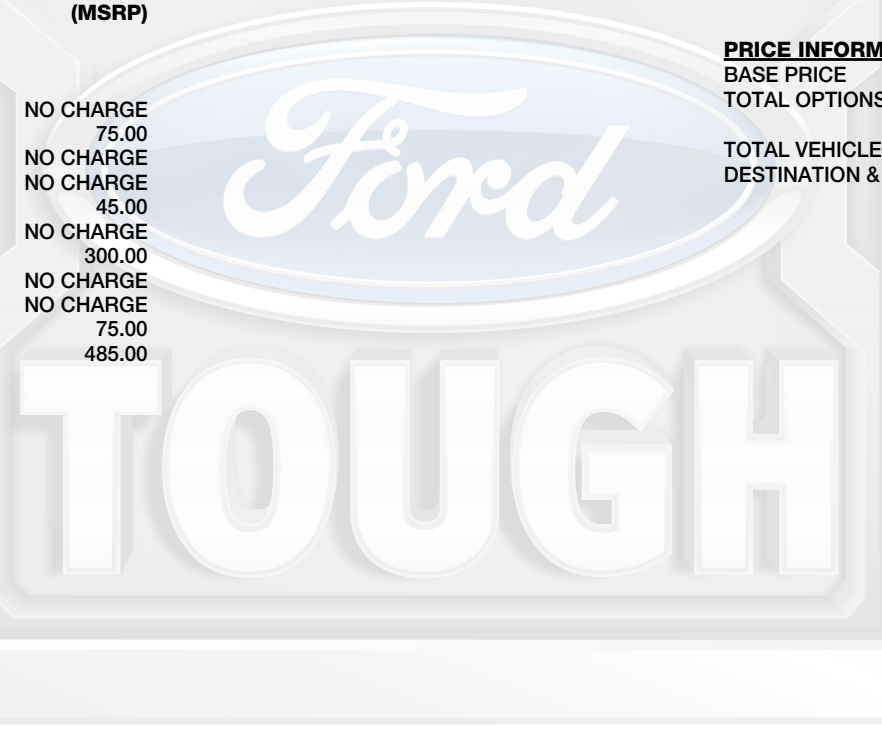 (MSRP)
NO CHARGE
75.00
NO CHARGE
NO CHARGE
45.00
NO CHARGE
300.00
NO CHARGE
NO CHARGE
75.00
485.00
PRICE INFORM
BASE PRICE
TOTAL OPTIONS
TOTAL VEHICLE
DESTINATION &
Ford
TOUGH